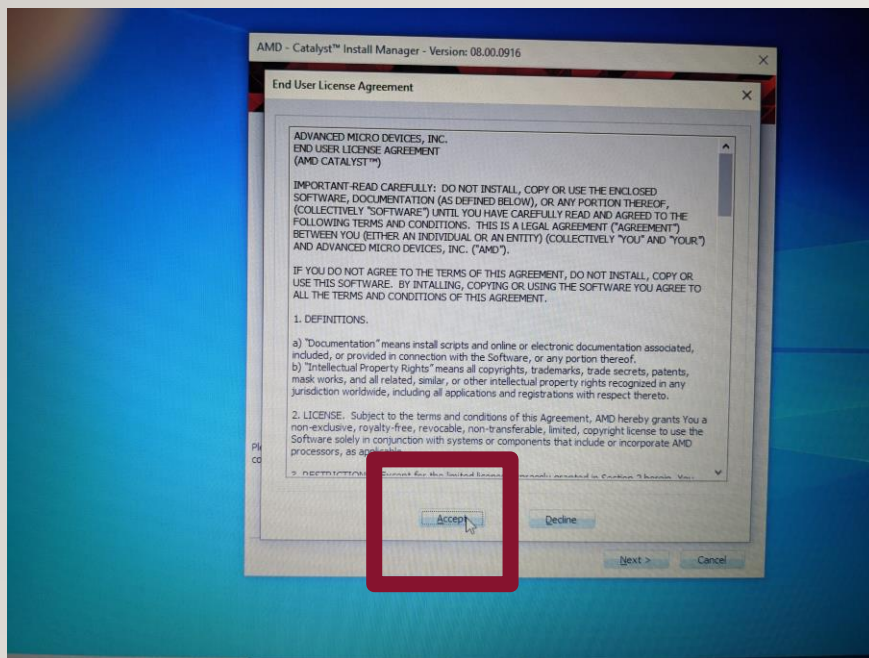 AMD - Catalyst™ Install Manager - Version: 08.00.0916
End User License Agreement
ADVANCED MICRO DEVICES, INC.
END USER LICENSE AGREEMENT
(AMD CATALYST™)
IMPORTANT-READ CAREFULLY: DO NOT INSTALL, COPY OR USE THE ENCLOSED
SOFTWARE, DOCUMENTATION (AS DEFINED BELOW), OR ANY PORTION THEREOF,
(COLLECTIVELY "SOFTWARE") UNTIL YOU HAVE CAREFULLY READ AND AGREED TO THE
FOLLOWING TERMS AND CONDITIONS. THIS IS A LEGAL AGREEMENT ("AGREEMENT")
BETWEEN YOU (EITHER AN INDIVIDUAL OR AN ENTITY) (COLLECTIVELY "YOU" AND "YOUR")
AND ADVANCED MICRO DEVICES, INC. ("AMD").
IF YOU DO NOT AGREE TO THE TERMS OF THIS AGREEMENT, DO NOT INSTALL, COPY OR
USE THIS SOFTWARE. BY INTALLING, COPYING OR USING THE SOFTWARE YOU AGREE TO
ALL THE TERMS AND CONDITIONS OF THIS AGREEMENT.
1. DEFINITIONS.
a) "Documentation" means install scripts and online or electronic documentation associated,
included, or provided in connection with the Software, or any portion thereof.
b) "Intellectual Property Rights" means all copyrights, trademarks, trade secrets, patents,
mask works, and all related, similar, or other intellectual property rights recognized in any
jurisdiction worldwide, including all applications and registrations with respect thereto.
2. LICENSE. Subject to the terms and conditions of this Agreement, AMD hereby grants You a
non-exclusive, royalty-free, revocable, non-transferable, limited, copyright license to use the
Software solely in conjunction with systems or components that include or incorporate AMD
processors, as applicable.
Accept
Decline
Next >
Cancel